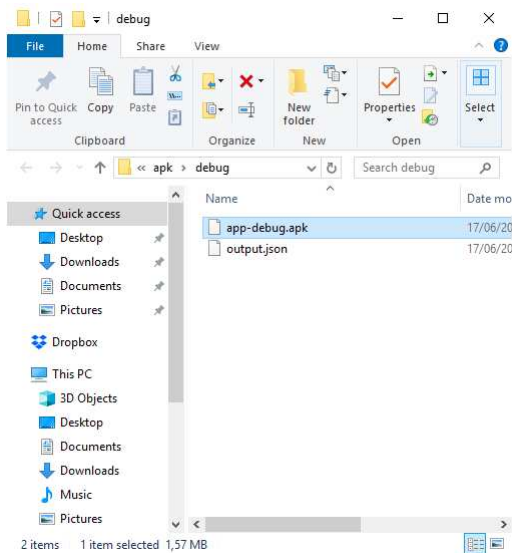 debug
File Home Share View
Pin to Quick access
Copy
Paste
New folder
Properties
Select
Clipboard Organize New Open
« apk › debug
Search debug
Name Date mo
Quick access
Desktop
Downloads
Documents
Pictures
Dropbox
This PC
3D Objects
Desktop
Documents
Downloads
Music
Pictures
app-debug.apk 17/06/20
output.json 17/06/20
2 items 1 item selected 1,57 MB